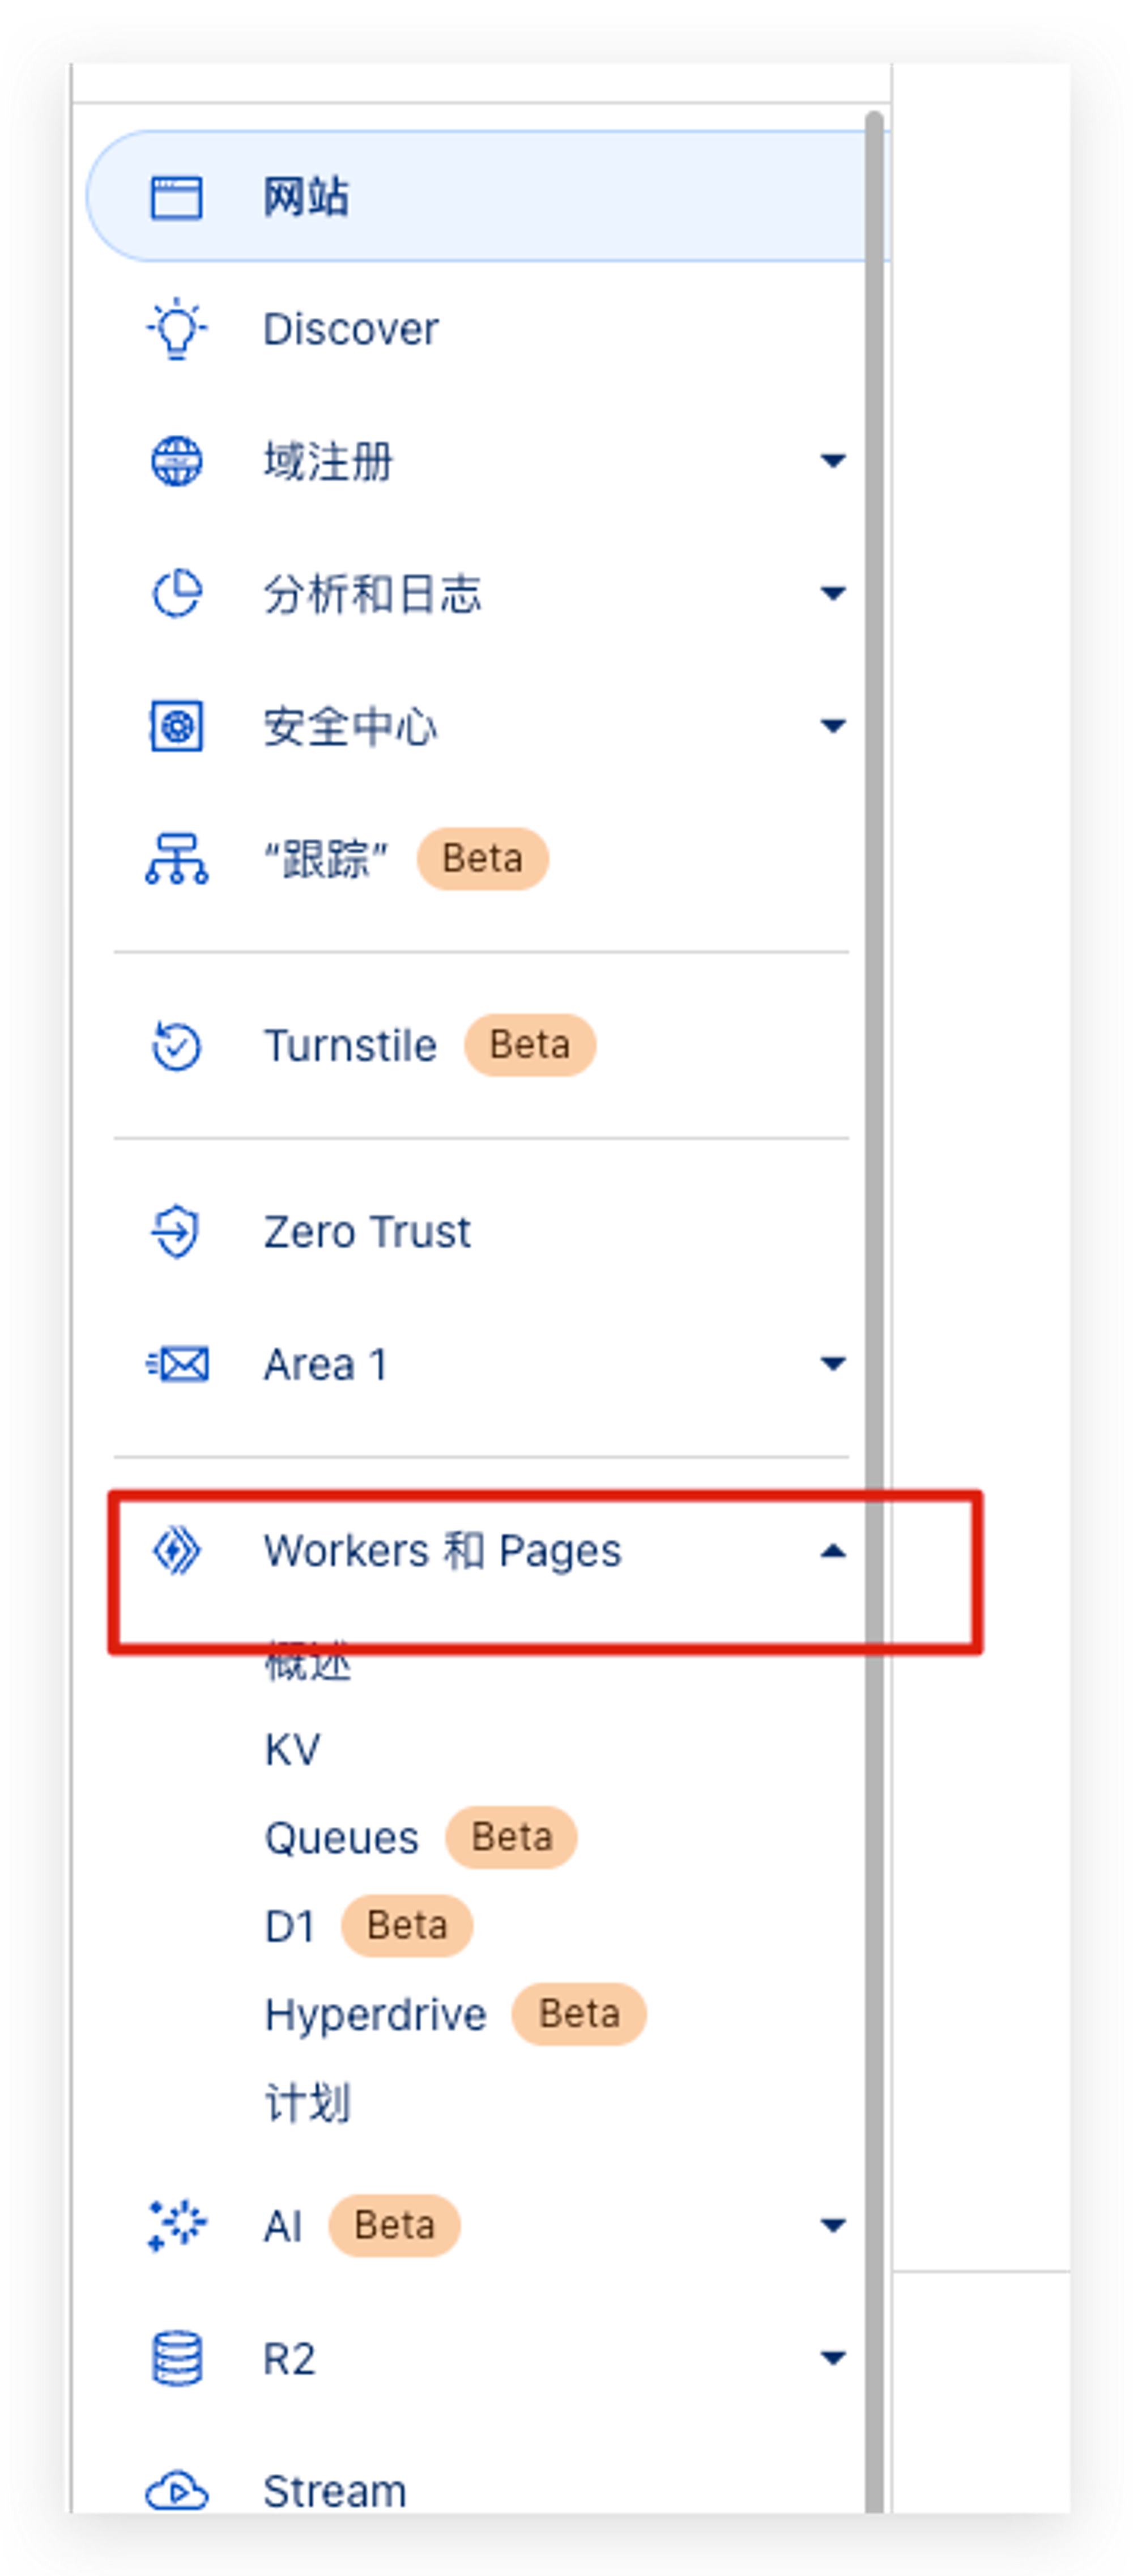 网站
Discover
域注册
分析和日志
安全中心
“跟踪” Beta
Turnstile Beta
Zero Trust
Area 1
Workers 和 Pages
概述
KV
Queues Beta
D1 Beta
Hyperdrive Beta
计划
AI Beta
R2
Stream